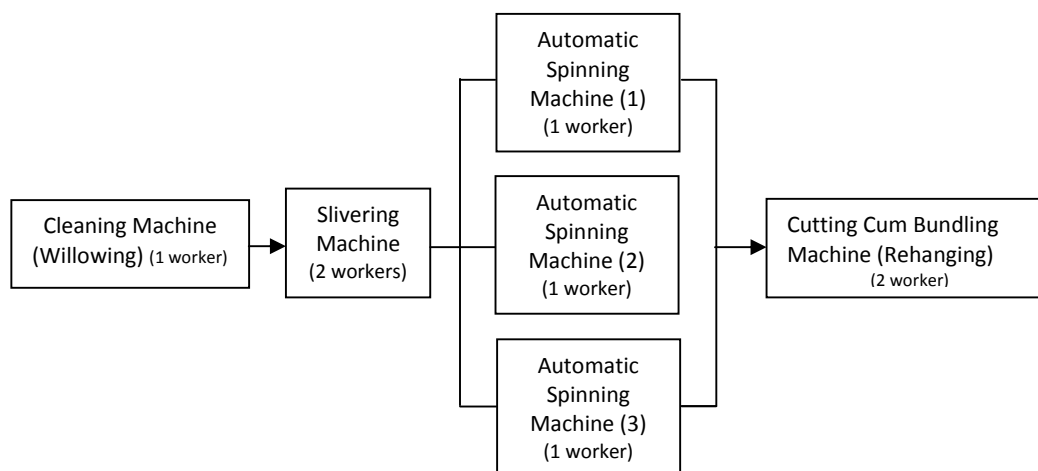 Cleaning Machine
(Willowing) (1 worker)
Slivering
Machine
(2 workers)
Automatic
Spinning
Machine (1)
(1 worker)
Automatic
Spinning
Machine (2)
(1 worker)
Automatic
Spinning
Machine (3)
(1 worker)
Cutting Cum Bundling
Machine (Rehanging)
(2 worker)